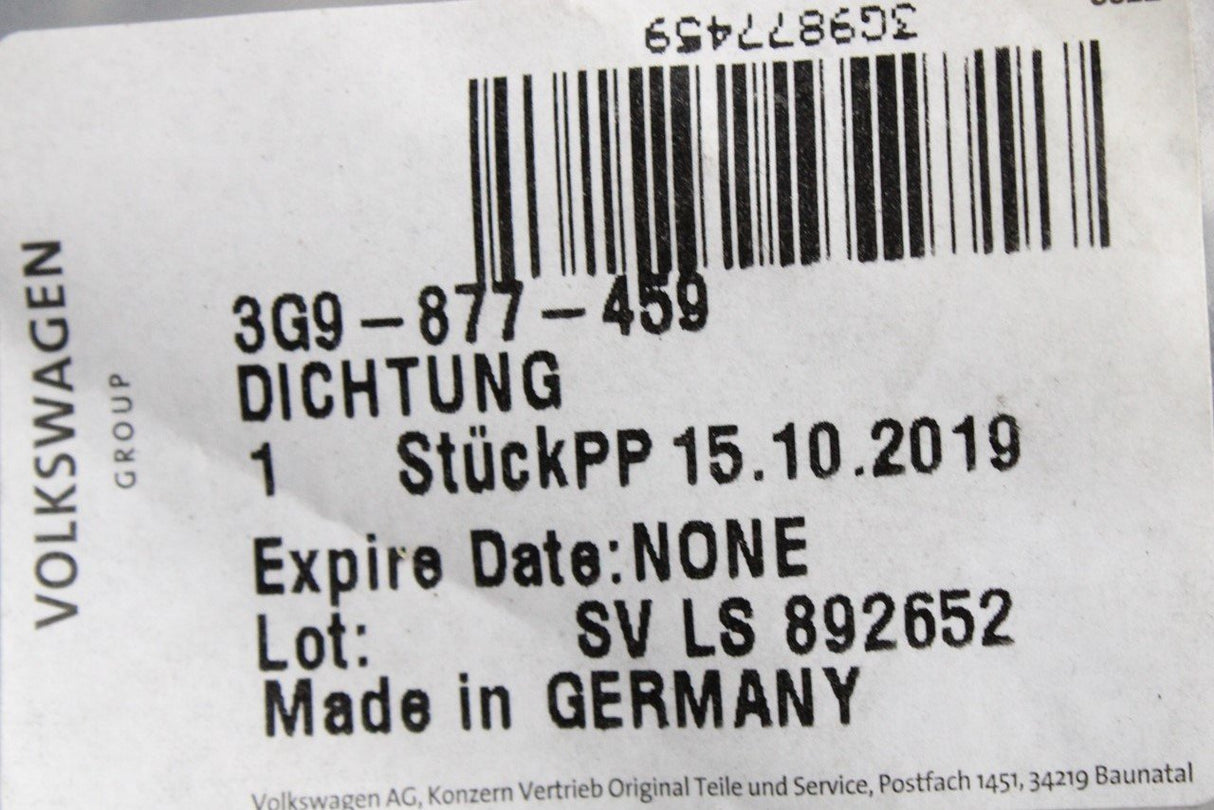 3G9877459
3G9-877-459
DICHTUNG
1 StückPP 15.10.2019
Expire Date:NONE
Lot: SV LS 892652
Made in GERMANY
VOLKSWAGEN
GROUP
Volkswagen AG, Konzern Vertrieb Original Teile und Service, Postfach 1451, 34219 Baunatal